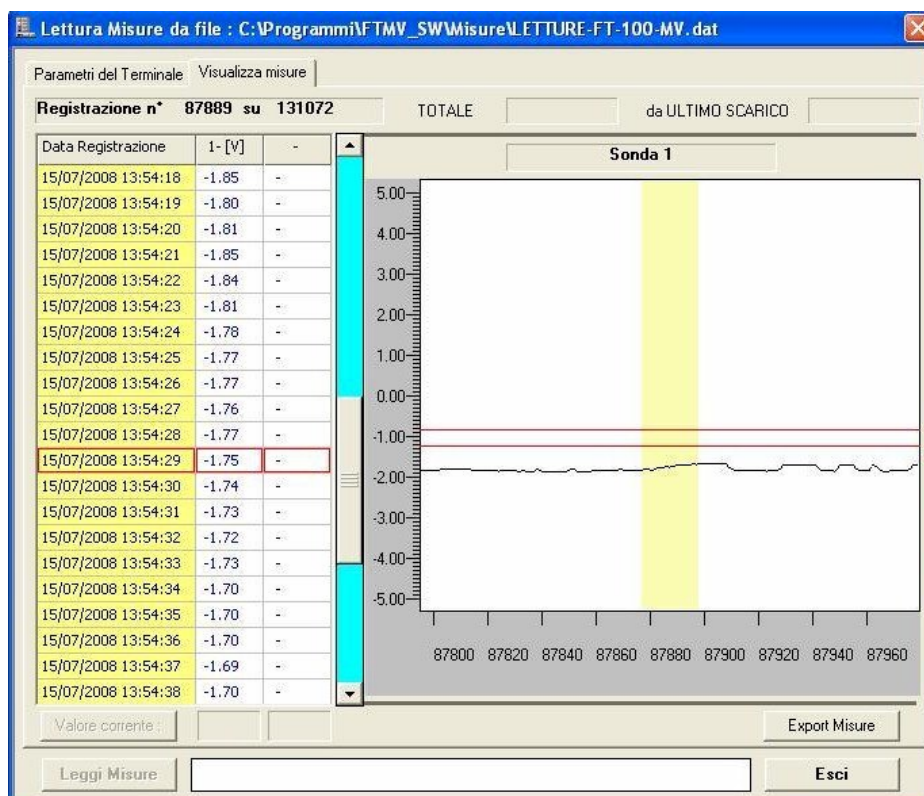 Lettura Misure da file : C:\Programmi\FTMV_SW\Misure\LETTURE-FT-100-MV.dat
Parametri del Terminale Visualizza misure
Registrazione n° 87889 su 131072 TOTALE da ULTIMO SCARICO
Data Registrazione 1- [V] -
Sonda 1
15/07/2008 13:54:18 -1.85 -
15/07/2008 13:54:19 -1.80 -
15/07/2008 13:54:20 -1.81 -
15/07/2008 13:54:21 -1.85 -
15/07/2008 13:54:22 -1.84 -
15/07/2008 13:54:23 -1.81 -
15/07/2008 13:54:24 -1.78 -
15/07/2008 13:54:25 -1.77 -
15/07/2008 13:54:26 -1.77 -
15/07/2008 13:54:27 -1.76 -
15/07/2008 13:54:28 -1.77 -
15/07/2008 13:54:29 -1.75 -
15/07/2008 13:54:30 -1.74 -
15/07/2008 13:54:31 -1.73 -
15/07/2008 13:54:32 -1.72 -
15/07/2008 13:54:33 -1.73 -
15/07/2008 13:54:34 -1.70 -
15/07/2008 13:54:35 -1.70 -
15/07/2008 13:54:36 -1.70 -
15/07/2008 13:54:37 -1.69 -
15/07/2008 13:54:38 -1.70 -
5.00
4.00
3.00
2.00
1.00
0.00
-1.00
-2.00
-3.00
-4.00
-5.00
87800 87820 87840 87860 87880 87900 87920 87940 87960
Valore corrente : Export Misure
Leggi Misure Esci